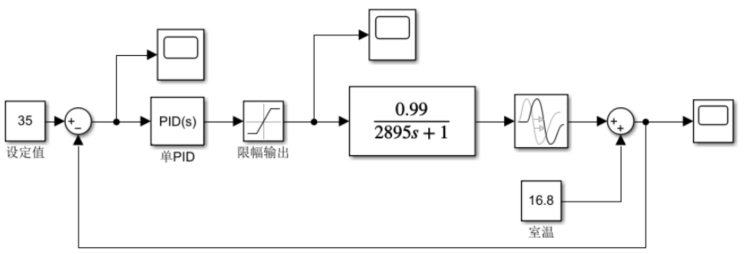 35
+
−
PID(s)
0.99
2895s + 1
+
+
设定值
单PID
限幅输出
16.8
室温